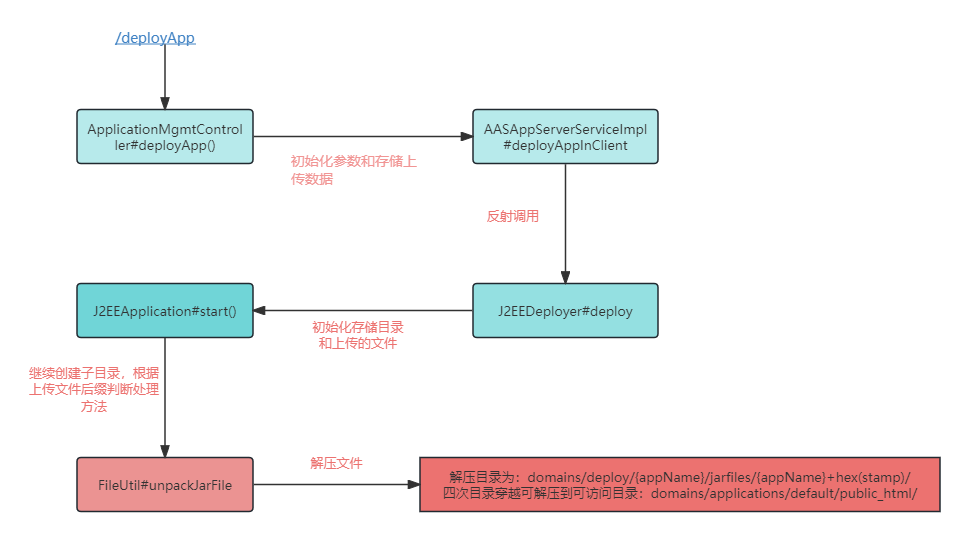 /deployApp
ApplicationMgmtControl
ler#deployApp()
初始化参数和存储上
传数据
AASAppServerServiceImpl
#deployAppInClient
反射调用
J2EEDeployer#deploy
初始化存储目录
和上传的文件
J2EEApplication#start()
继续创建子目录，根据
上传文件后缀判断处理
方法
FileUtil#unpackJarFile
解压文件
解压目录为：domains/deploy/{appName}/jarfiles/{appName}+hex(stamp)/
四次目录穿越可解压到可访问目录：domains/applications/default/public_html/